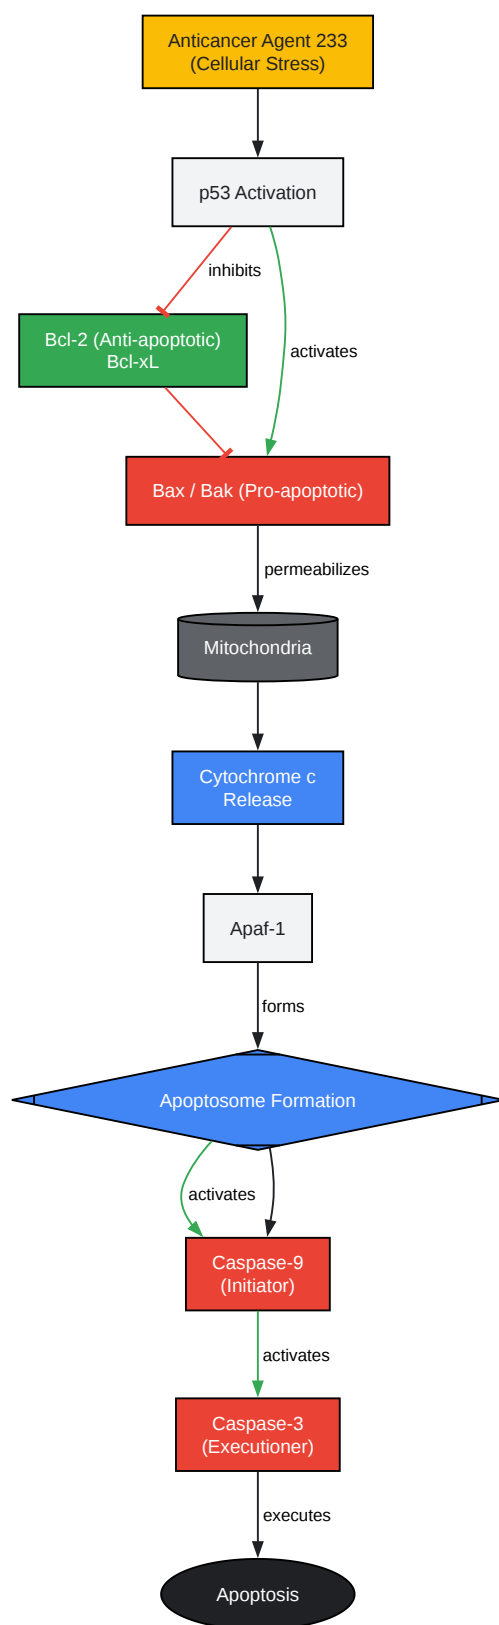 Anticancer Agent 233
(Cellular Stress)
p53 Activation
inhibits
Bcl-2 (Anti-apoptotic)
Bcl-xL
activates
Bax / Bak (Pro-apoptotic)
permeabilizes
Mitochondria
Cytochrome c
Release
Apaf-1
forms
Apoptosome Formation
activates
Caspase-9
(Initiator)
activates
Caspase-3
(Executioner)
executes
Apoptosis